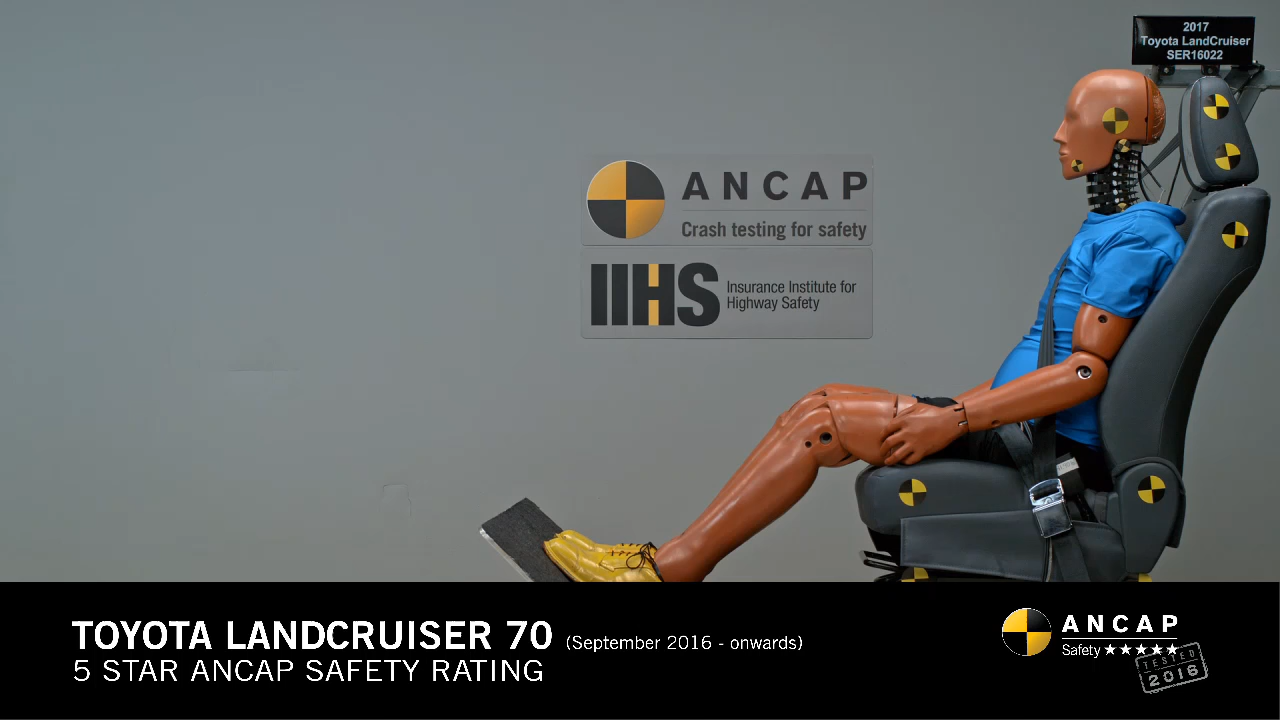 2017
Toyota LandCruiser
SER16022
ANCAP
Crash testing for safety
IIHS
Insurance Institute for
Highway Safety
TOYOTA LANDCRUISER 70 (September 2016 - onwards)
5 STAR ANCAP SAFETY RATING
ANCAP
Safety ★★★★★
TESTED
2016